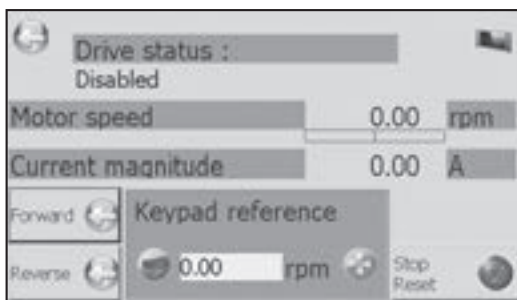 Drive status :
Disabled
Motor speed 0.00 rpm
Current magnitude 0.00 A
Forward
Keypad reference
Reverse 0.00 rpm Stop
Reset